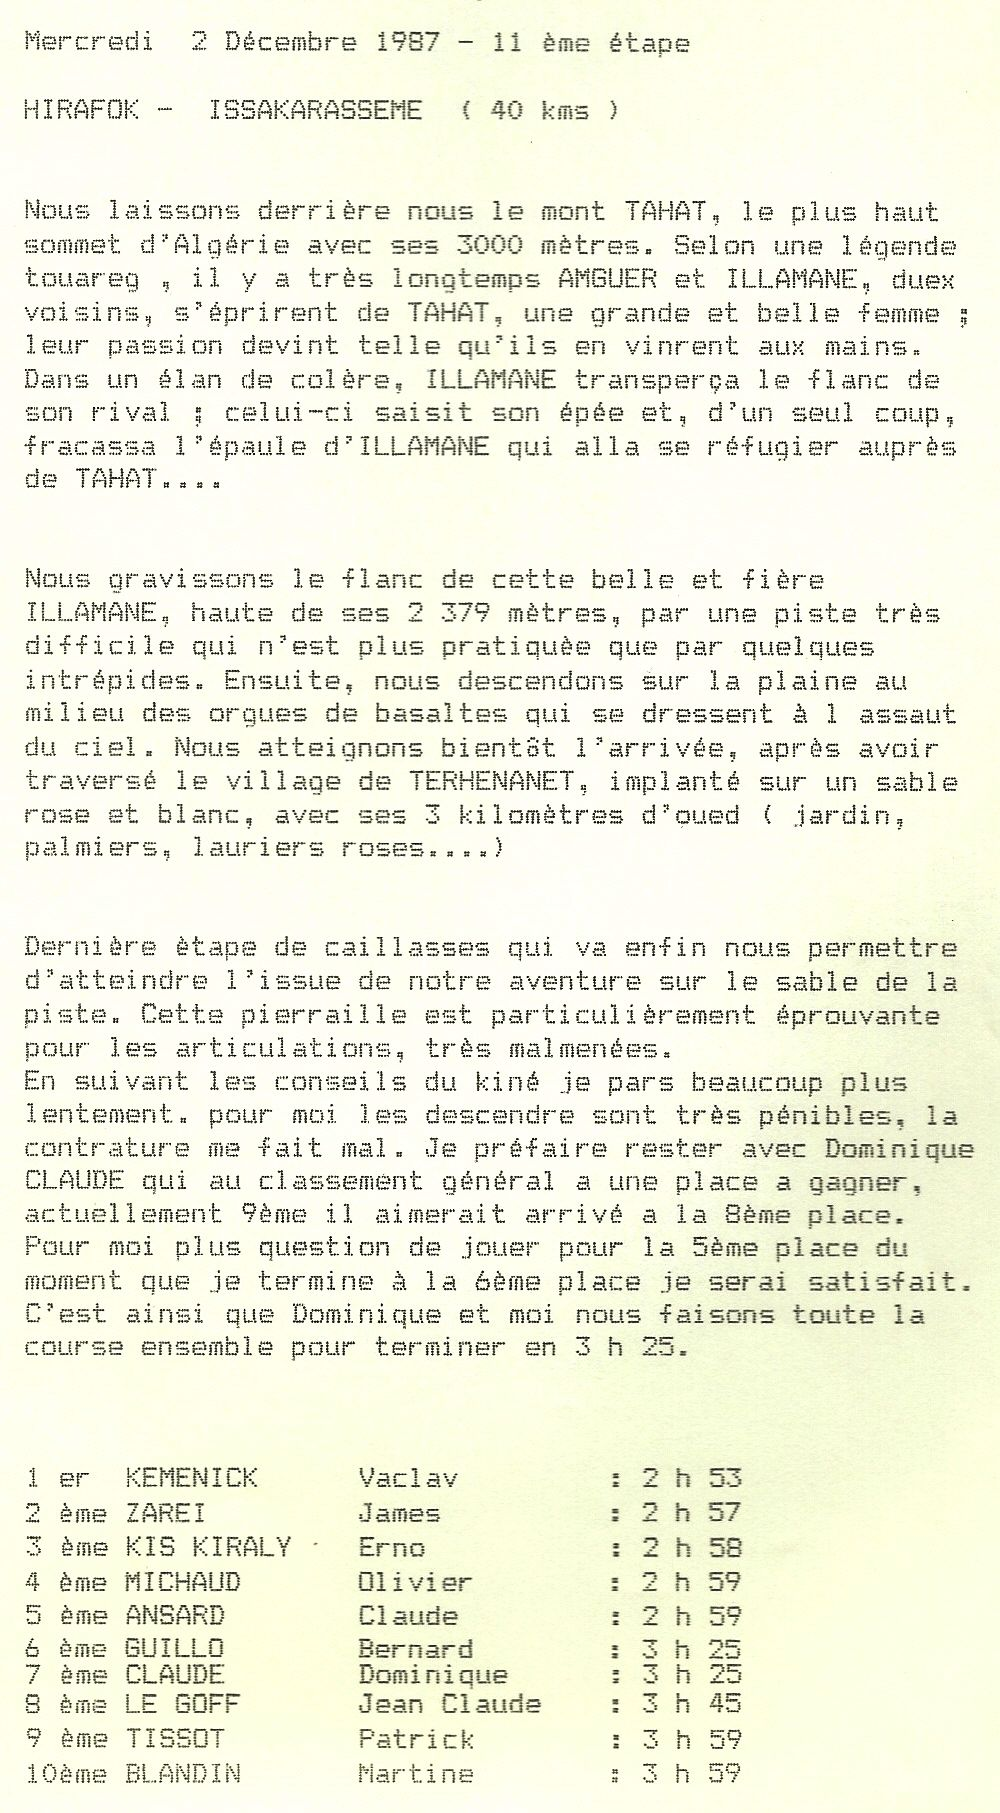 Mercredi  2 Décembre 1987 - 11 ème étape
HIRAFOK -  ISSAKARASSEME  ( 40 kms )
Nous laissons derrière nous le mont TAHAT, le plus haut
sommet d'Algérie avec ses 3000 mètres. Selon une légende
touareg , il y a très longtemps AMGUER et ILLAMANE, duex
voisins, s'éprirent de TAHAT, une grande et belle femme ;
leur passion devint telle qu'ils en vinrent aux mains.
Dans un élan de colère, ILLAMANE transperça le flanc de
son rival ; celui-ci saisit son épée et, d'un seul coup,
fracassa l'épaule d'ILLAMANE qui alla se réfugier auprès
de TAHAT....
Nous gravissons le flanc de cette belle et fière
ILLAMANE, haute de ses 2 379 mètres, par une piste très
difficile qui n'est plus pratiquèe que par quelques
intrépides. Ensuite, nous descendons sur la plaine au
milieu des orgues de basaltes qui se dressent à l assaut
du ciel. Nous atteignons bientôt l'arrivée, après avoir
traversé le village de TERHENANET, implanté sur un sable
rose et blanc, avec ses 3 kilomètres d'oued ( jardin,
palmiers, lauriers roses....)
Dernière ètape de caillasses qui va enfin nous permettre
d'atteindre l'issue de notre aventure sur le sable de la
piste. Cette pierraille est particulièrement éprouvante
pour les articulations, très malmenées.
En suivant les conseils du kiné je pars beaucoup plus
lentement. pour moi les descendre sont très pénibles, la
contrature me fait mal. Je préfaire rester avec Dominique
CLAUDE qui au classement général a une place a gagner,
actuellement 9ème il aimerait arrivé a la 8ème place.
Pour moi plus question de jouer pour la 5ème place du
moment que je termine à la 6ème place je serai satisfait.
C'est ainsi que Dominique et moi nous faisons toute la
course ensemble pour terminer en 3 h 25.
1 er  KEMENICK      Vaclav         : 2 h 53
2 ème ZAREI         James          : 2 h 57
3 ème KIS KIRALY    Erno           : 2 h 58
4 ème MICHAUD       Olivier        : 2 h 59
5 ème ANSARD        Claude         : 2 h 59
6 ème GUILLO        Bernard        : 3 h 25
7 ème CLAUDE        Dominique      : 3 h 25
8 ème LE GOFF       Jean Claude    : 3 h 45
9 ème TISSOT        Patrick        : 3 h 59
10ème BLANDIN       Martine        : 3 h 59